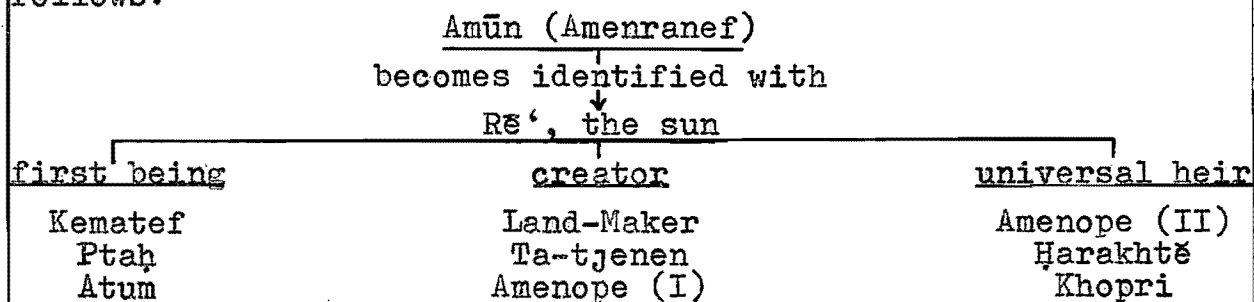 follows:
Amūn (Amenranef)
becomes identified with
Rēʿ, the sun
first being creator universal heir
Kematef Land-Maker Amenope (II)
Ptaḥ Ta-tjenen Ḥarakhtĕ
Atum Amenope (I) Khopri